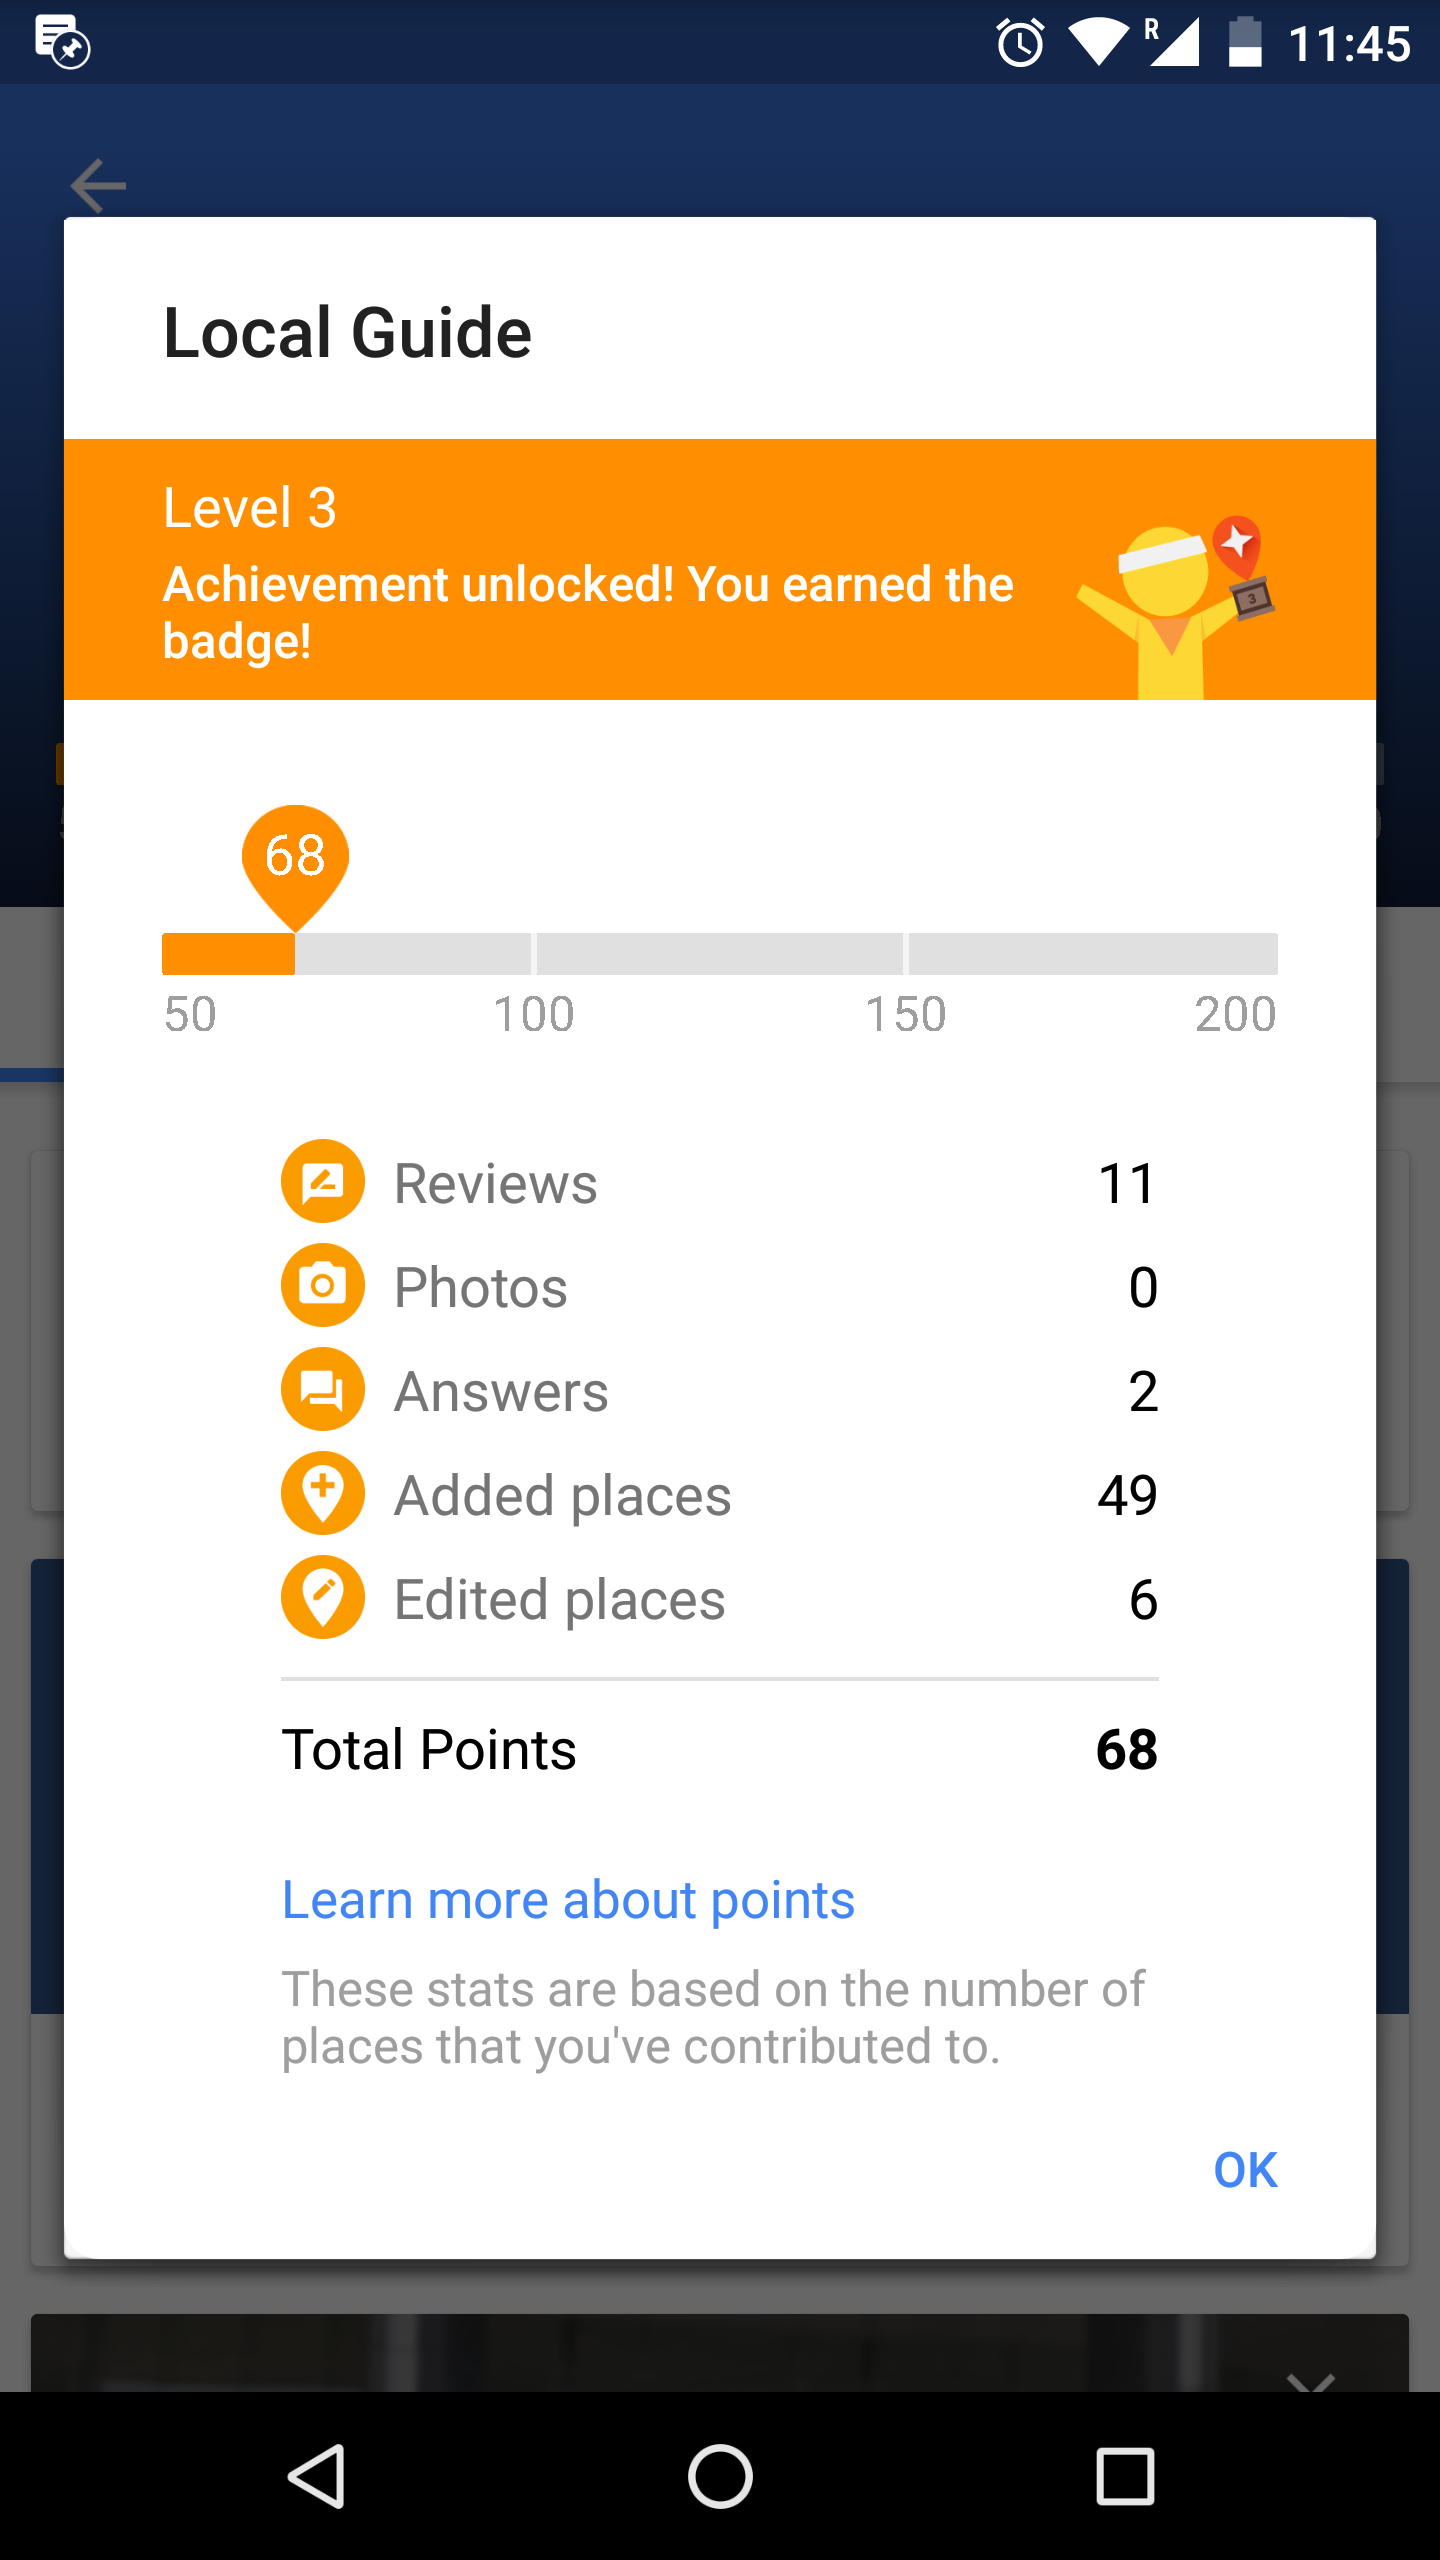 R 11:45
Local Guide
Level 3
Achievement unlocked! You earned the
badge!
3
68
50 100 150 200
Reviews 11
Photos 0
Answers 2
Added places 49
Edited places 6
Total Points 68
Learn more about points
These stats are based on the number of
places that you've contributed to.
OK